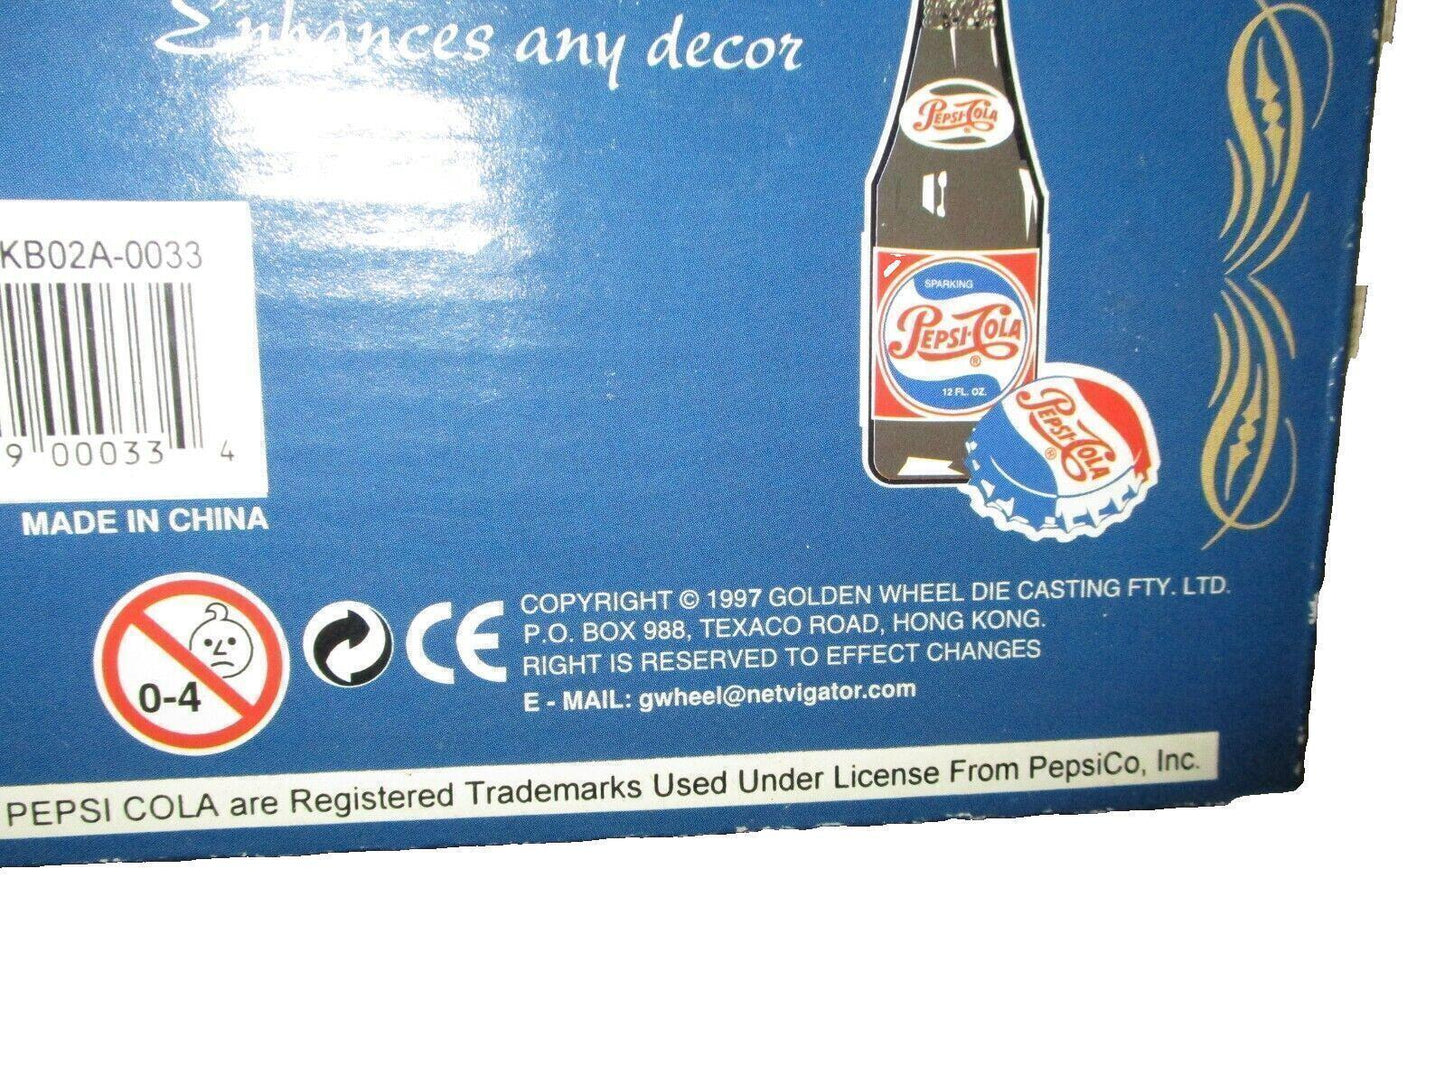 Enhances any decor
PEPSI-COLA
®
KB02A-0033
SPARKING
PEPSI-COLA
®
12 FL. OZ.
PEPSI-COLA
®
9 00033 4
MADE IN CHINA
0-4
CE
COPYRIGHT © 1997 GOLDEN WHEEL DIE CASTING FTY. LTD.
P.O. BOX 988, TEXACO ROAD, HONG KONG.
RIGHT IS RESERVED TO EFFECT CHANGES
E - MAIL: gwheel@netvigator.com
PEPSI COLA are Registered Trademarks Used Under License From PepsiCo, Inc.